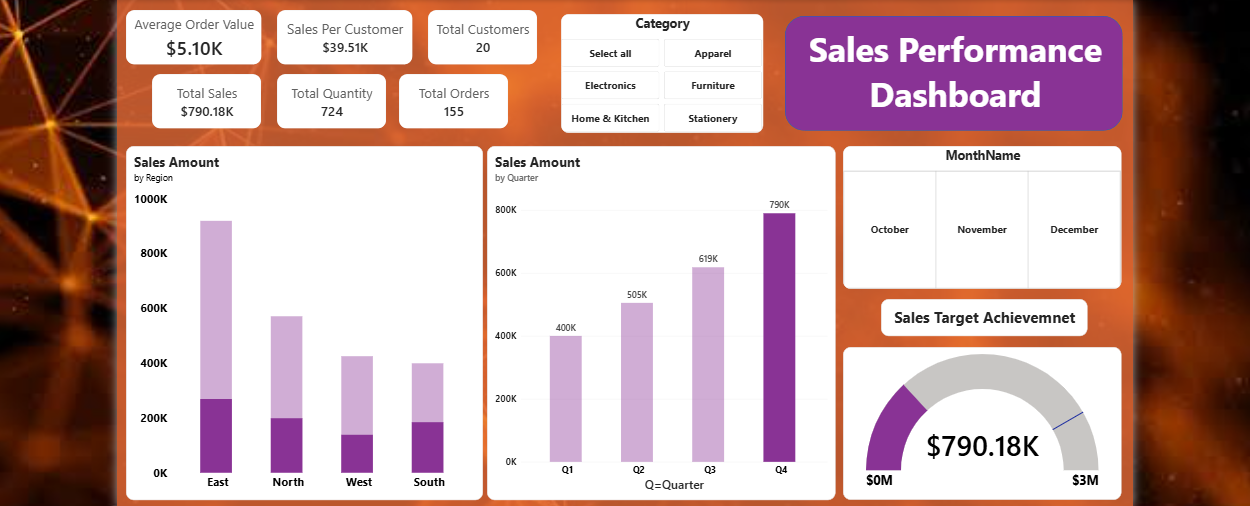 Average Order Value
$5.10K
Sales Per Customer
$39.51K
Total Customers
20
Total Sales
$790.18K
Total Quantity
724
Total Orders
155
Category
Select all
Apparel
Electronics
Furniture
Home & Kitchen
Stationery
Sales Performance
Dashboard
Sales Amount
by Region
1000K
800K
600K
400K
200K
0K
East
North
West
South
Sales Amount
by Quarter
800K
600K
400K
200K
0K
400K
505K
619K
790K
Q1
Q2
Q3
Q4
Q=Quarter
MonthName
October
November
December
Sales Target Achievemnet
$790.18K
$0M
$3M